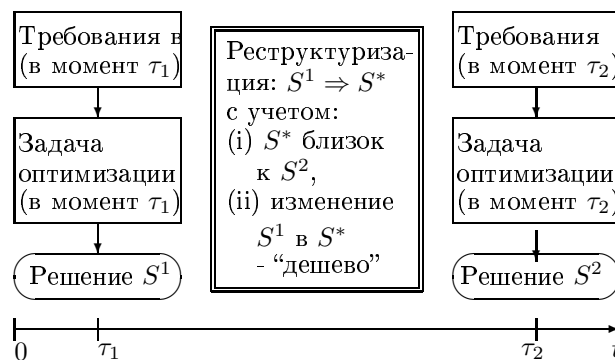 Требования в
(в момент τ₁)
Задача
оптимизации
(в момент τ₁)
Решение S¹
Реструктуриза-
ция: S¹ ⇒ S*
с учетом:
(i) S* близок
к S²,
(ii) изменение
S¹ в S*
- “дешево”
Требования
(в момент τ₂)
Задача
оптимизации
(в момент τ₂)
Решение S²
0 τ₁ τ₂ t